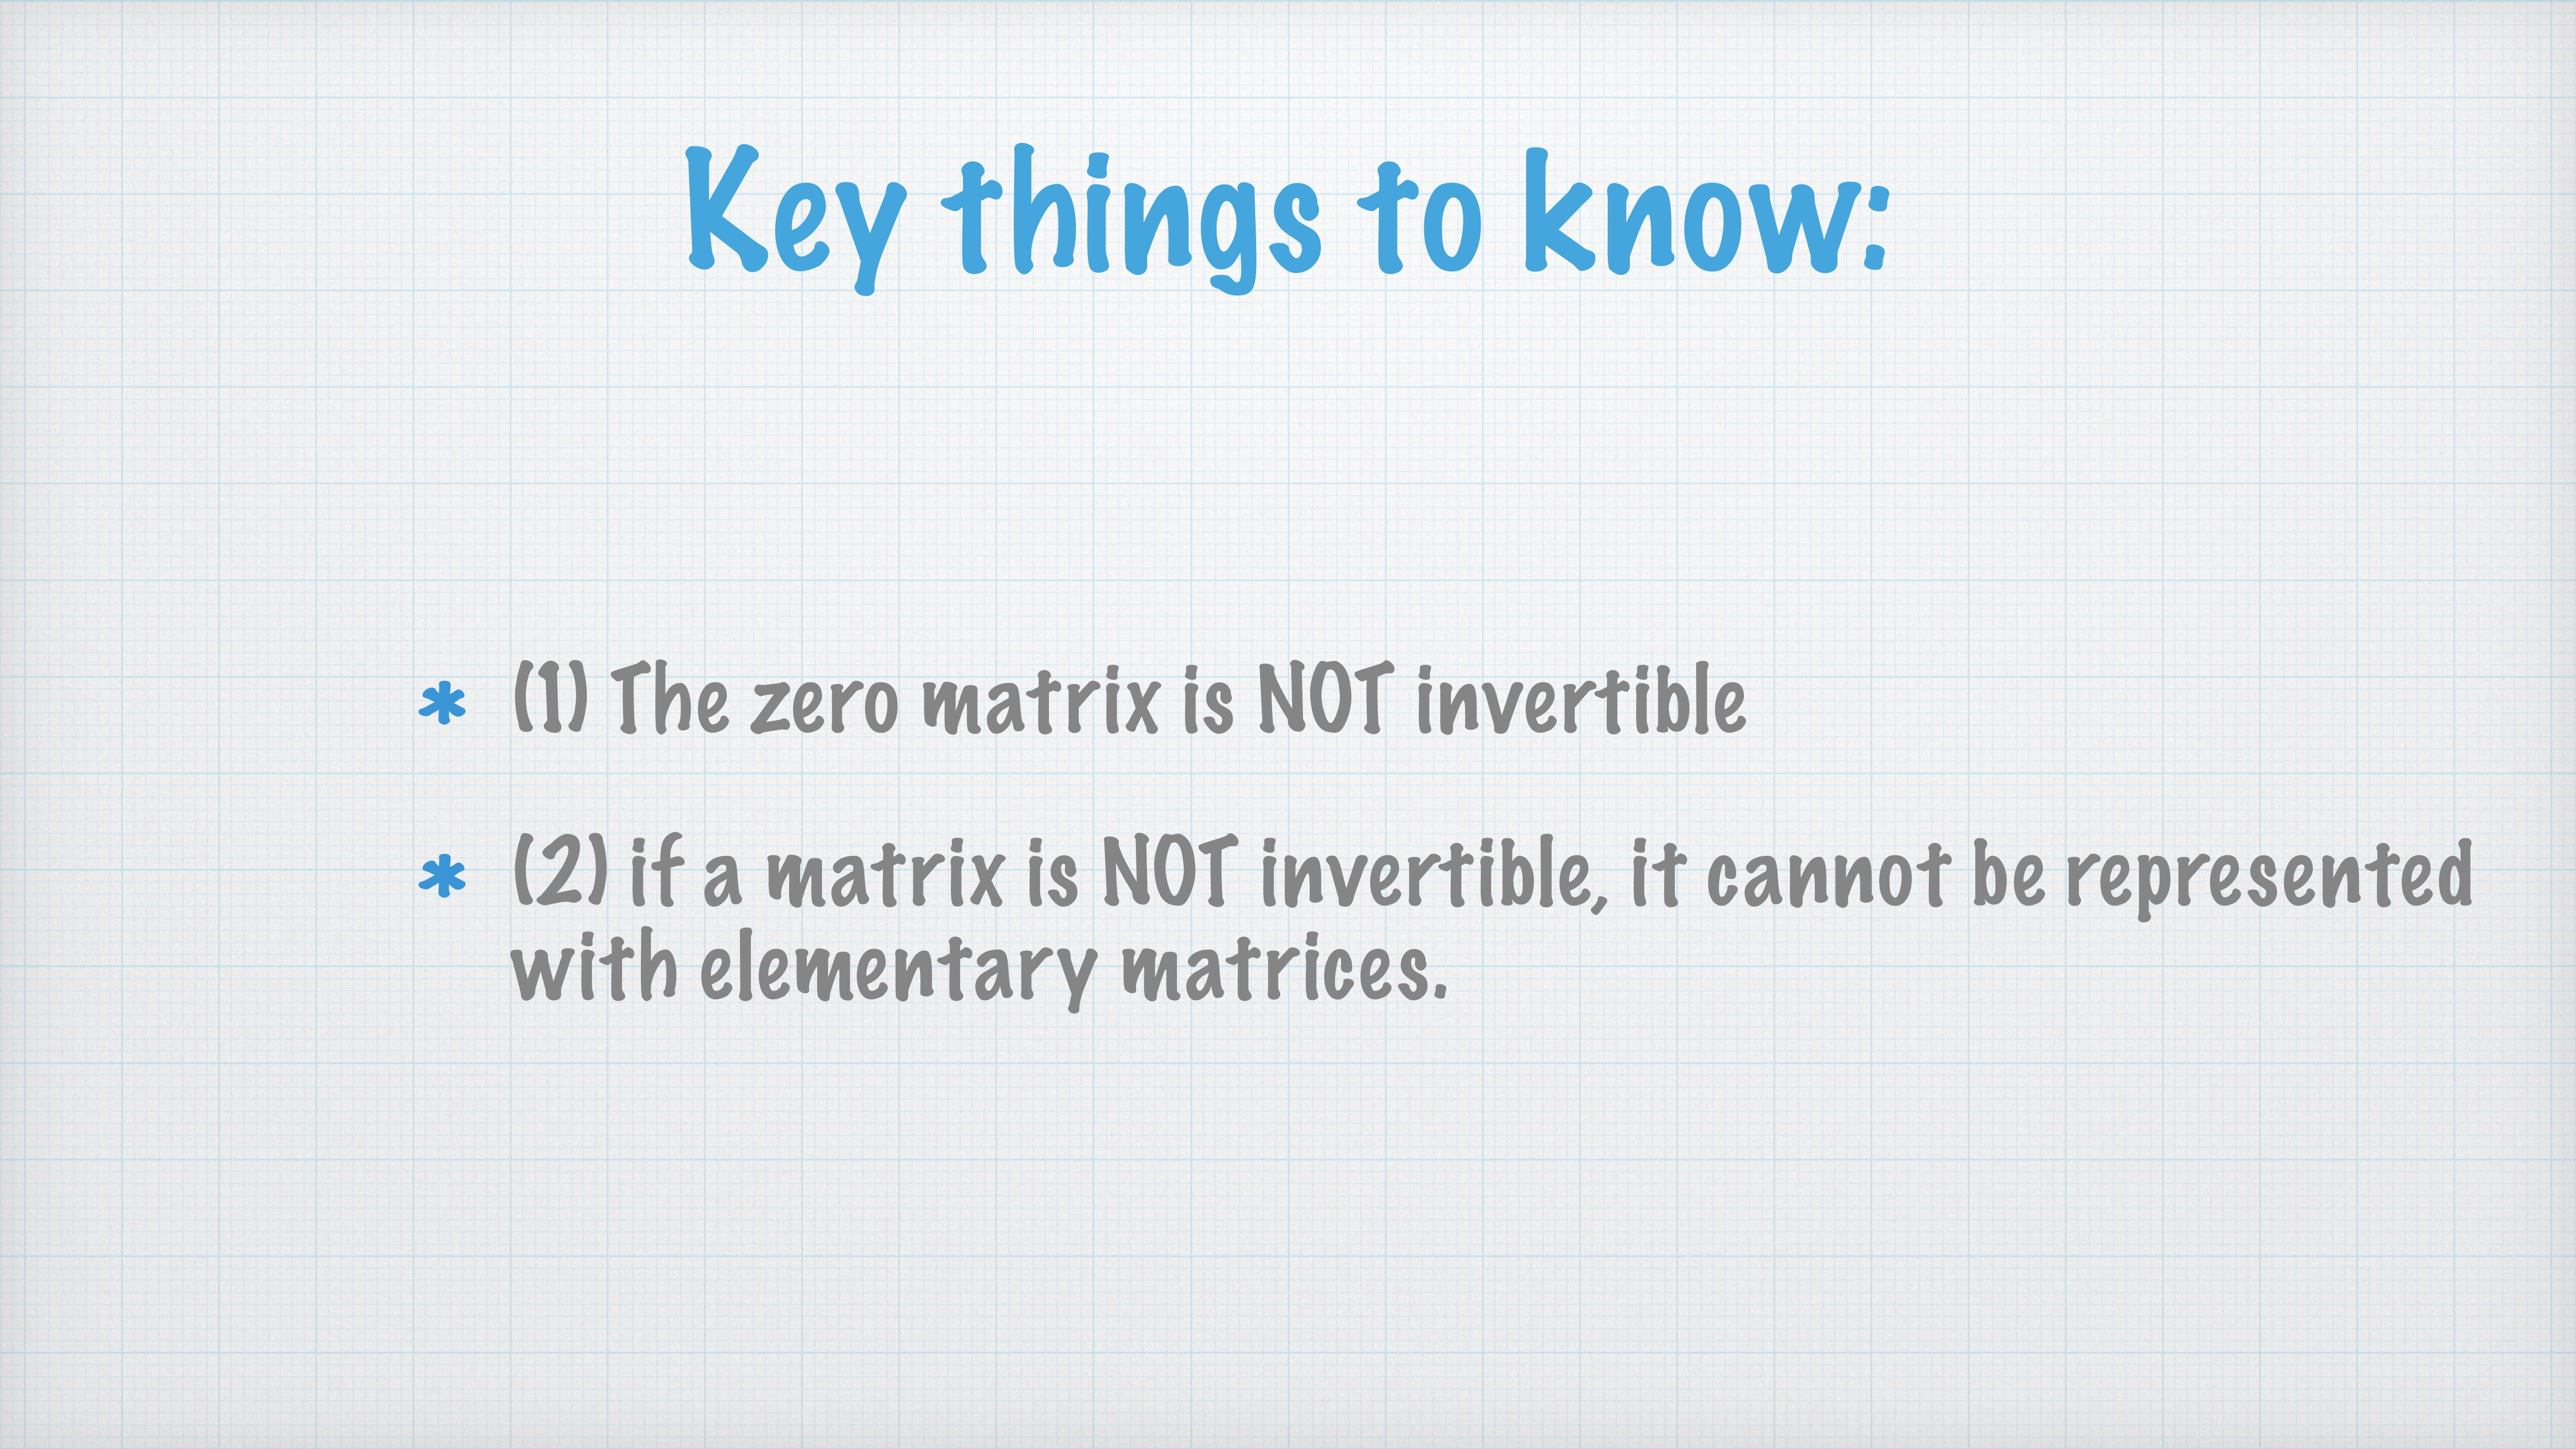 Key things to know:
* (1) The zero matrix is NOT invertible
* (2) if a matrix is NOT invertible, it cannot be represented
with elementary matrices.